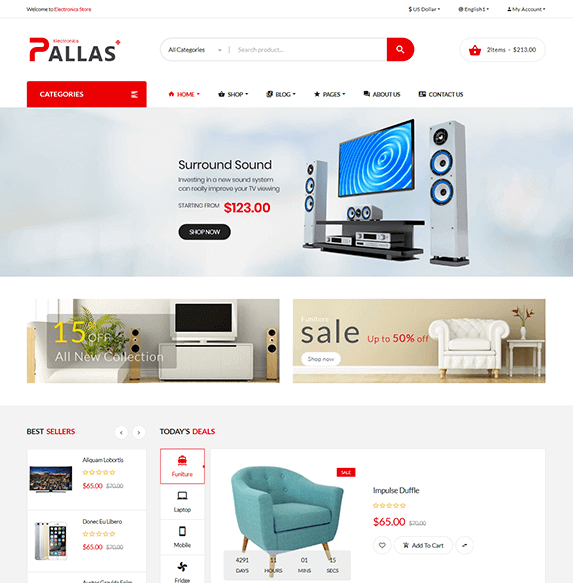 Welcome to Electronica Store
$ US Dollar
English1
My Account
Electronica
PALLAS
All Categories
Search product...
2Items - $213.00
CATEGORIES
HOME
SHOP
BLOG
PAGES
ABOUT US
CONTACT US
Surround Sound
Investing in a new sound system
can really improve your TV viewing
STARTING FROM $123.00
SHOP NOW
15% OFF
All New Collection
Funiture
sale Up to 50% off
Shop now
BEST SELLERS
TODAY'S DEALS
Aliquam Lobortis
$65.00 $70.00
Donec Eu Libero
$65.00 $70.00
Auctor Gravida Enim
Funiture
Laptop
Mobile
Fridge
SALE
4291 11 01 15
DAYS HOURS MINS SECS
Impulse Duffle
$65.00 $70.00
Add To Cart